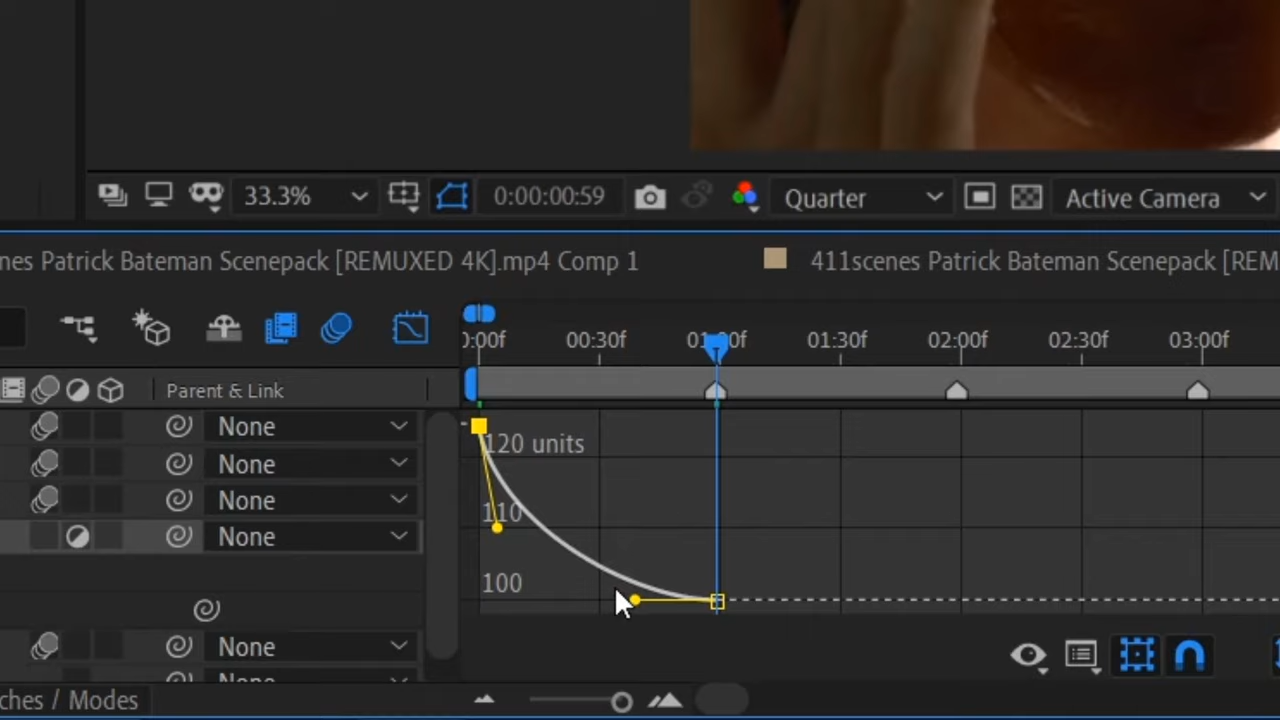 33.3%
0:00:00:59
Quarter
Active Camera
nes Patrick Bateman Scenepack [REMUXED 4K].mp4 Comp 1
411scenes Patrick Bateman Scenepack [REM
0:00f 00:30f 01:00f 01:30f 02:00f 02:30f 03:00f
Parent & Link
None
120 units
None
None
110
None
100
None
ches / Modes